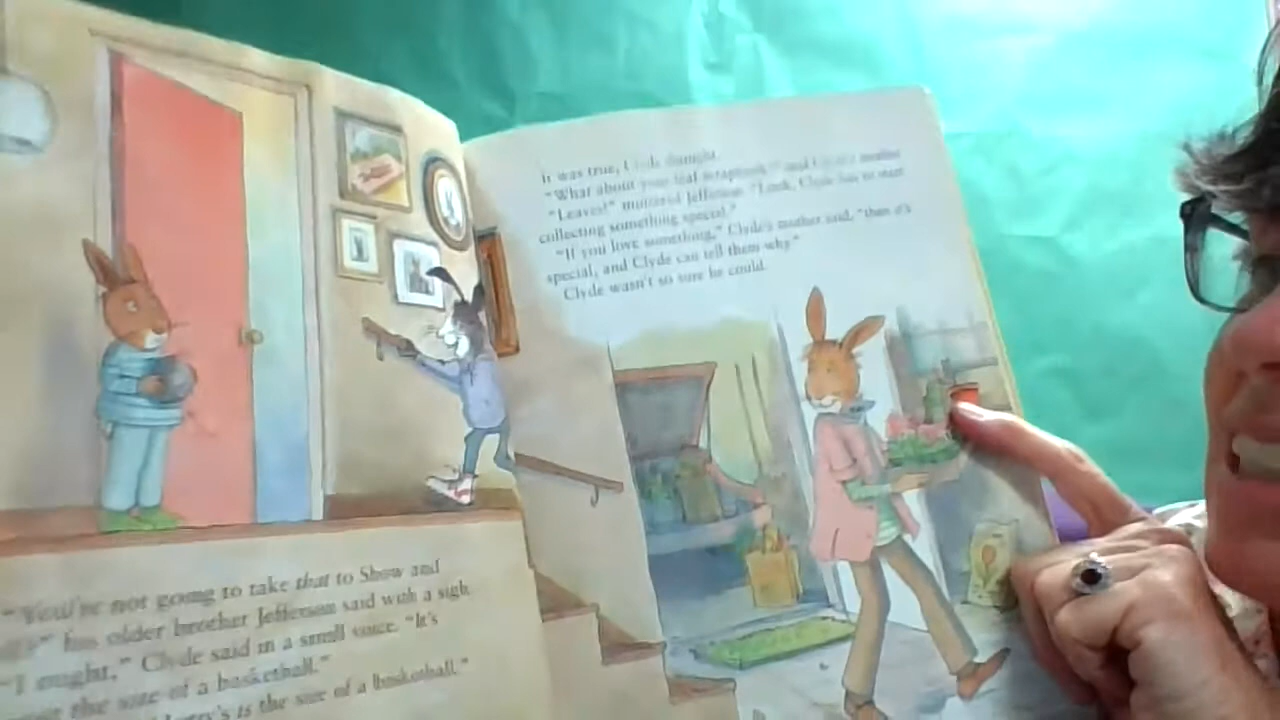 "You're not going to take that to Show and
his older brother Jefferson said with a sigh.
ought," Clyde said in a small voice. "It's
the size of a basketball."
is the size of a basketball."
it was true, Clyde thought.
"What about your leaf scrapbook?" said Clyde's mother.
"Leaves!" muttered Jefferson. "Look, Clyde has to start
collecting something special."
"If you love something," Clyde's mother said, "then it's
special, and Clyde can tell them why."
Clyde wasn't so sure he could.